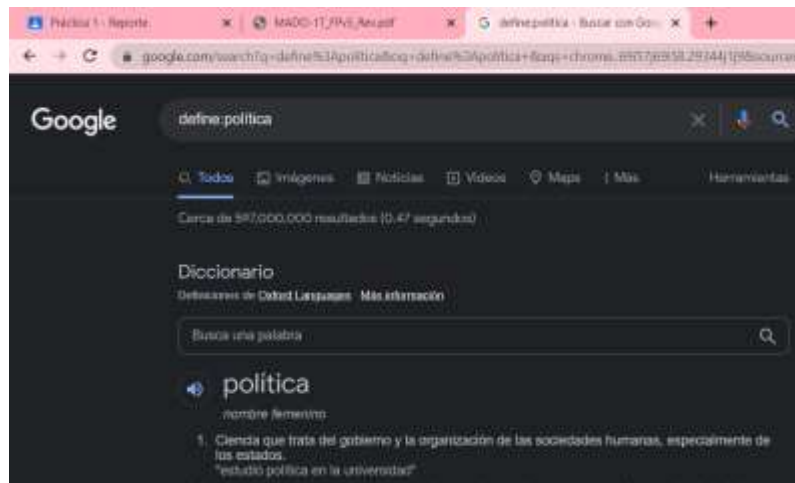 Práctica 1 - Reporte
MADO-17_FPv3_Rev.pdf
define:política - Buscar con Goo
google.com/search?q=define%3Apolítica&oq=define%3Apolítica+&aqs=chrome
Google
define:política
Todos Imágenes Noticias Videos Maps Más Herramientas
Cerca de 597,000,000 resultados (0.47 segundos)
Diccionario
Definiciones de Oxford Languages Más información
Busca una palabra
política
nombre femenino
1. Ciencia que trata del gobierno y la organización de las sociedades humanas, especialmente de
los estados.
"estudió política en la universidad"